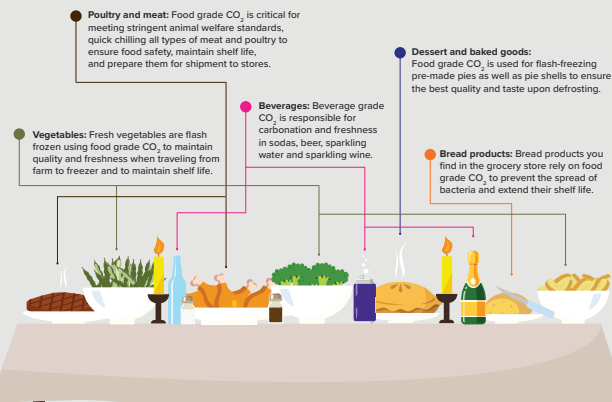 Poultry and meat: Food grade CO₂ is critical for
meeting stringent animal welfare standards,
quick chilling all types of meat and poultry to
ensure food safety, maintain shelf life,
and prepare them for shipment to stores.
Dessert and baked goods:
Food grade CO₂ is used for flash-freezing
pre-made pies as well as pie shells to ensure
the best quality and taste upon defrosting.
Beverages: Beverage grade
CO₂ is responsible for
carbonation and freshness
in sodas, beer, sparkling
water and sparkling wine.
Vegetables: Fresh vegetables are flash
frozen using food grade CO₂ to maintain
quality and freshness when traveling from
farm to freezer and to maintain shelf life.
Bread products: Bread products you
find in the grocery store rely on food
grade CO₂ to prevent the spread of
bacteria and extend their shelf life.